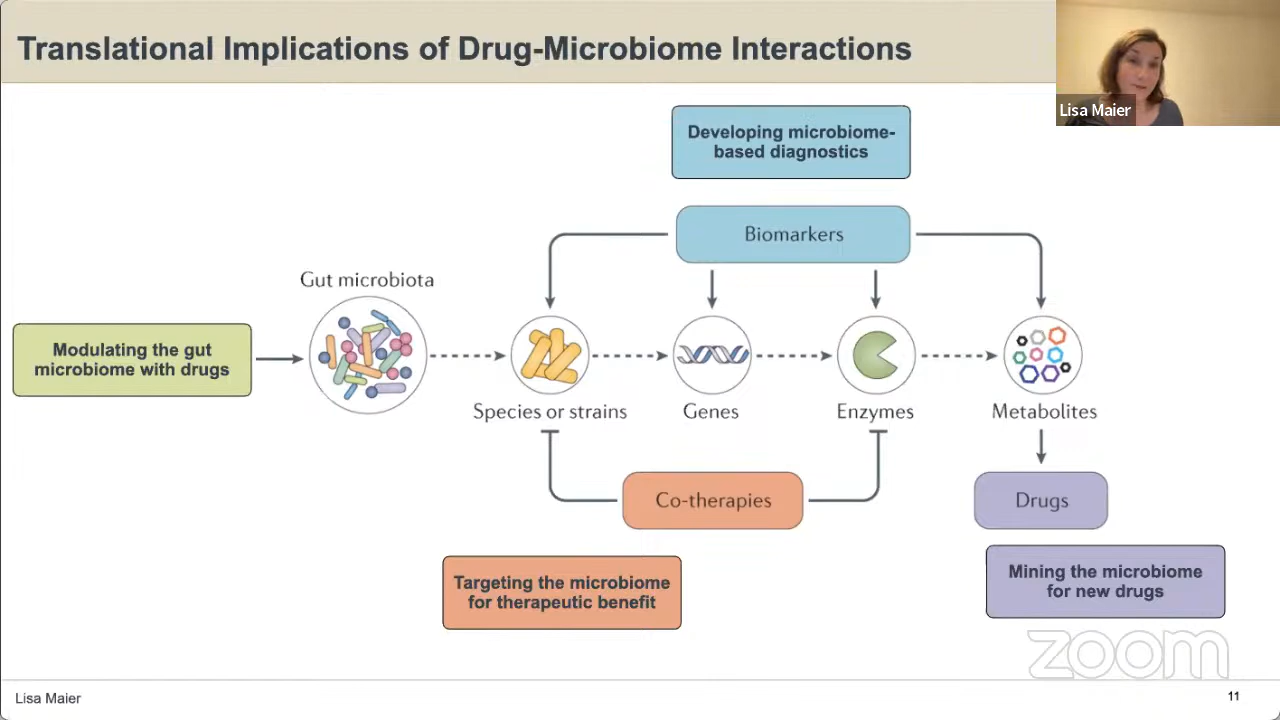 Translational Implications of Drug-Microbiome Interactions
Lisa Maier
Developing microbiome-
based diagnostics
Biomarkers
Gut microbiota
Modulating the gut
microbiome with drugs
Species or strains
Genes
Enzymes
Metabolites
Co-therapies
Drugs
Targeting the microbiome
for therapeutic benefit
Mining the microbiome
for new drugs
zoom
Lisa Maier
11